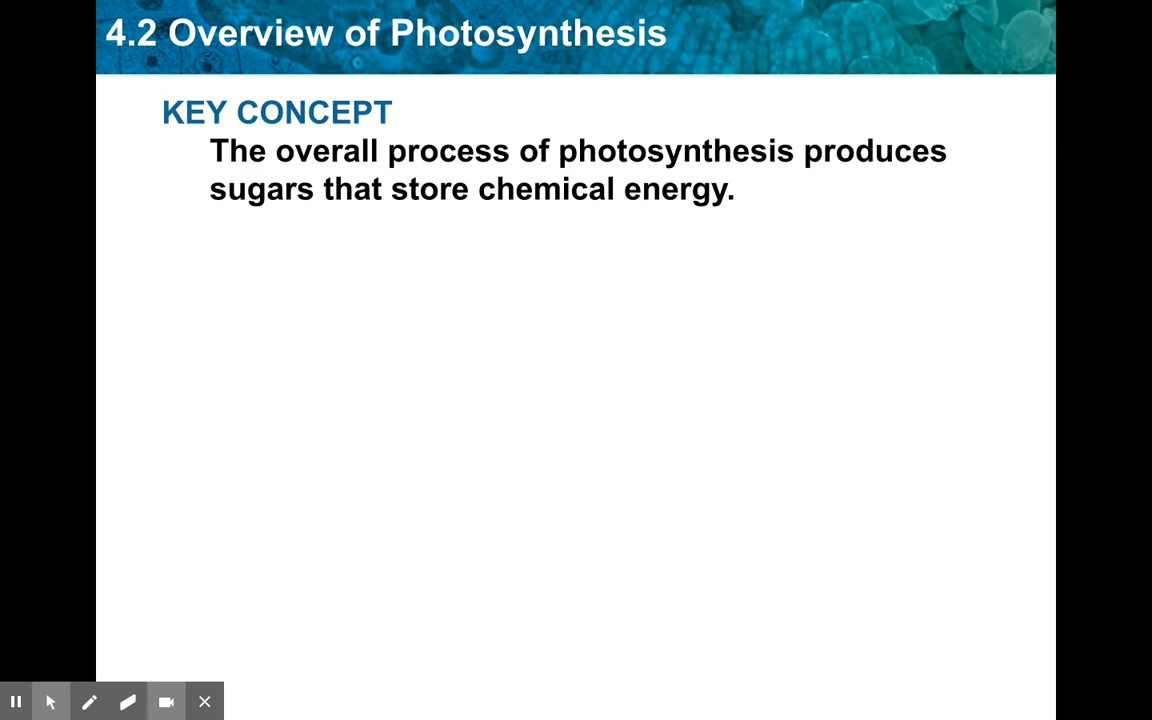 4.2 Overview of Photosynthesis
KEY CONCEPT
The overall process of photosynthesis produces
sugars that store chemical energy.